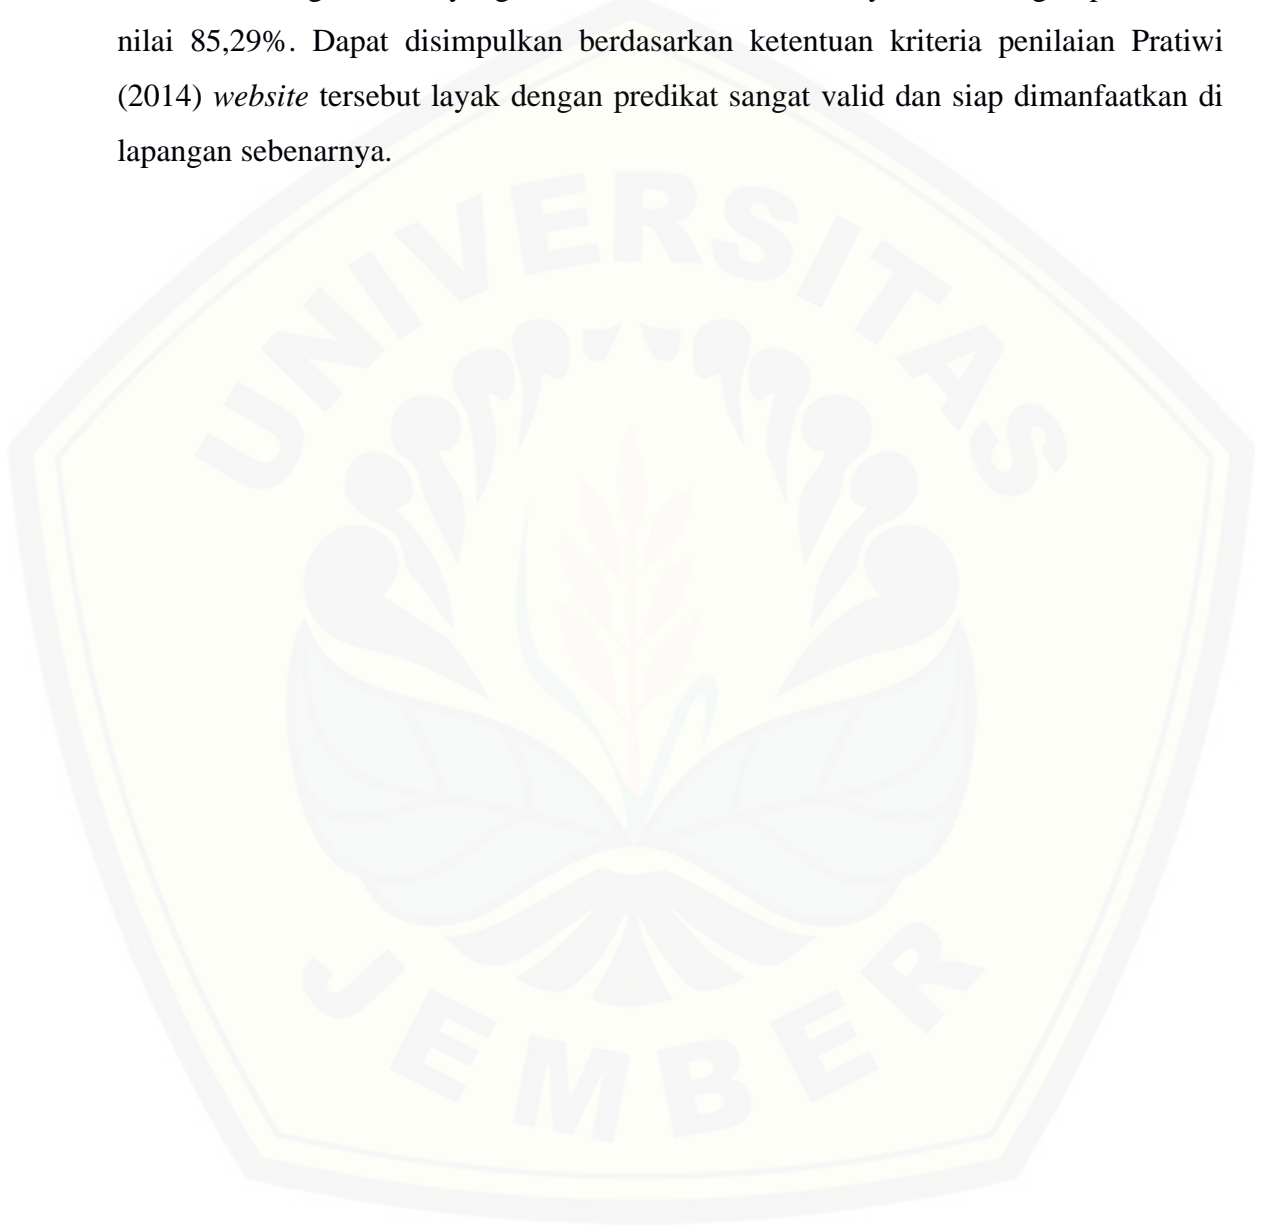 nilai 85,29%. Dapat disimpulkan berdasarkan ketentuan kriteria penilaian Pratiwi
(2014) website tersebut layak dengan predikat sangat valid dan siap dimanfaatkan di
lapangan sebenarnya.
UNIVERSITAS
JEMBER